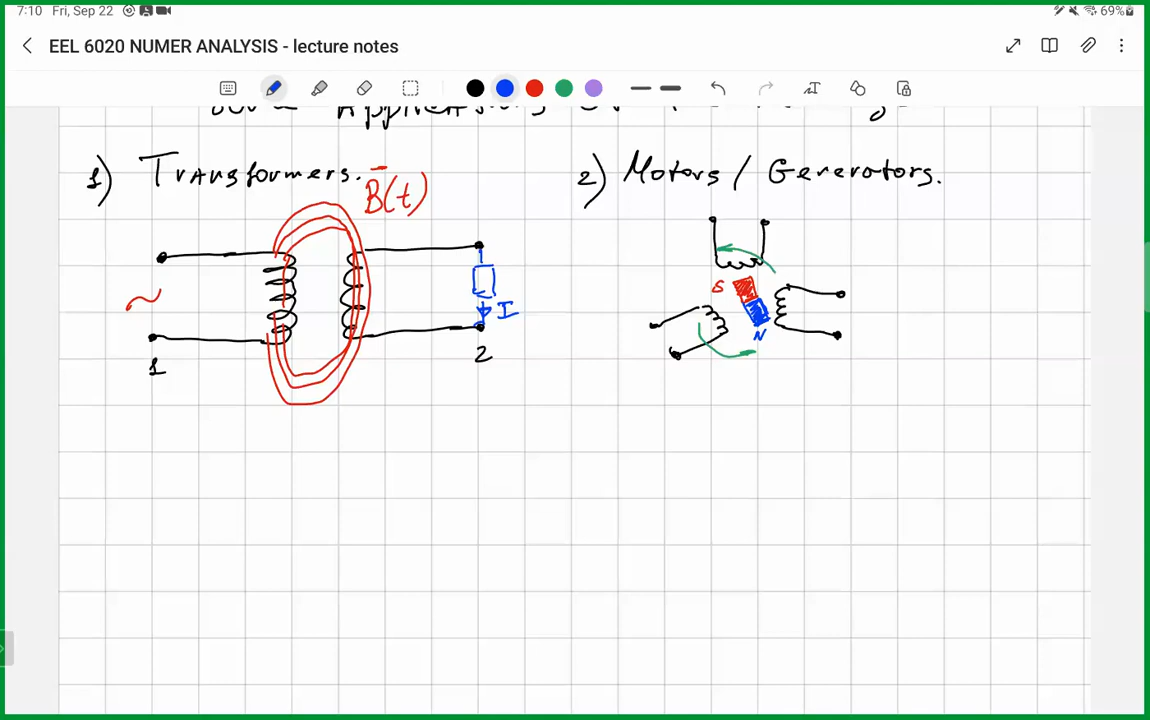 7:10 Fri, Sep 22 69%
EEL 6020 NUMER ANALYSIS - lecture notes
Applications
1) Transformers.
2) Motors / Generators.
B̄(t)
~
I
1
2
S
N